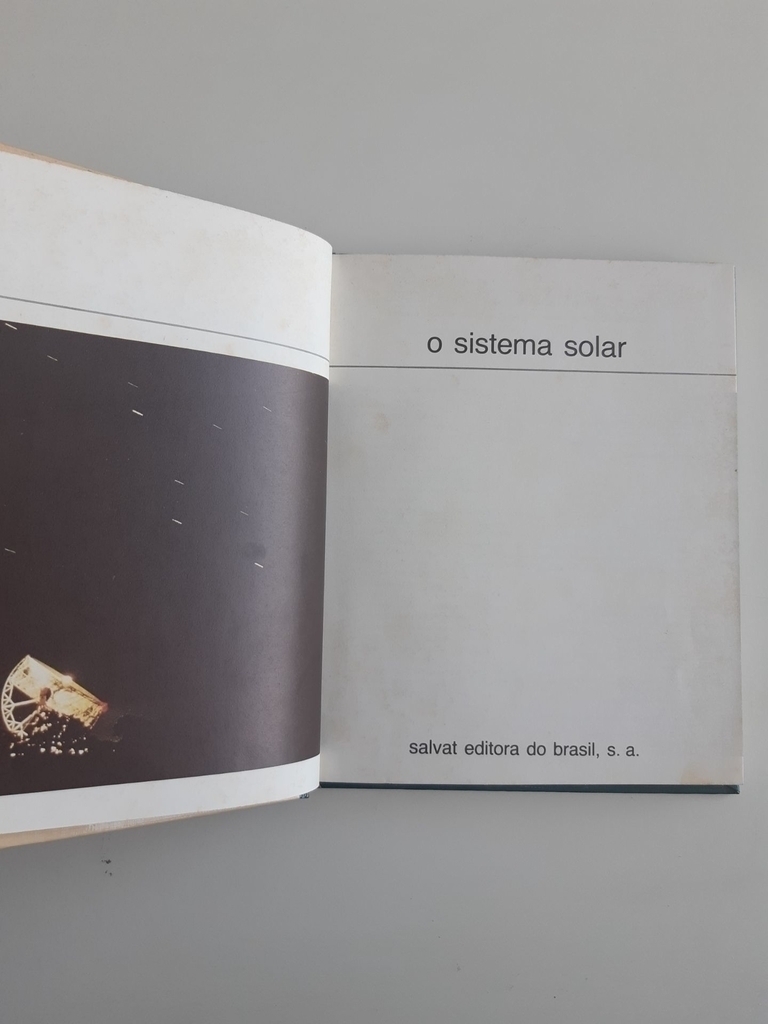 o sistema solar
salvat editora do brasil, s. a.